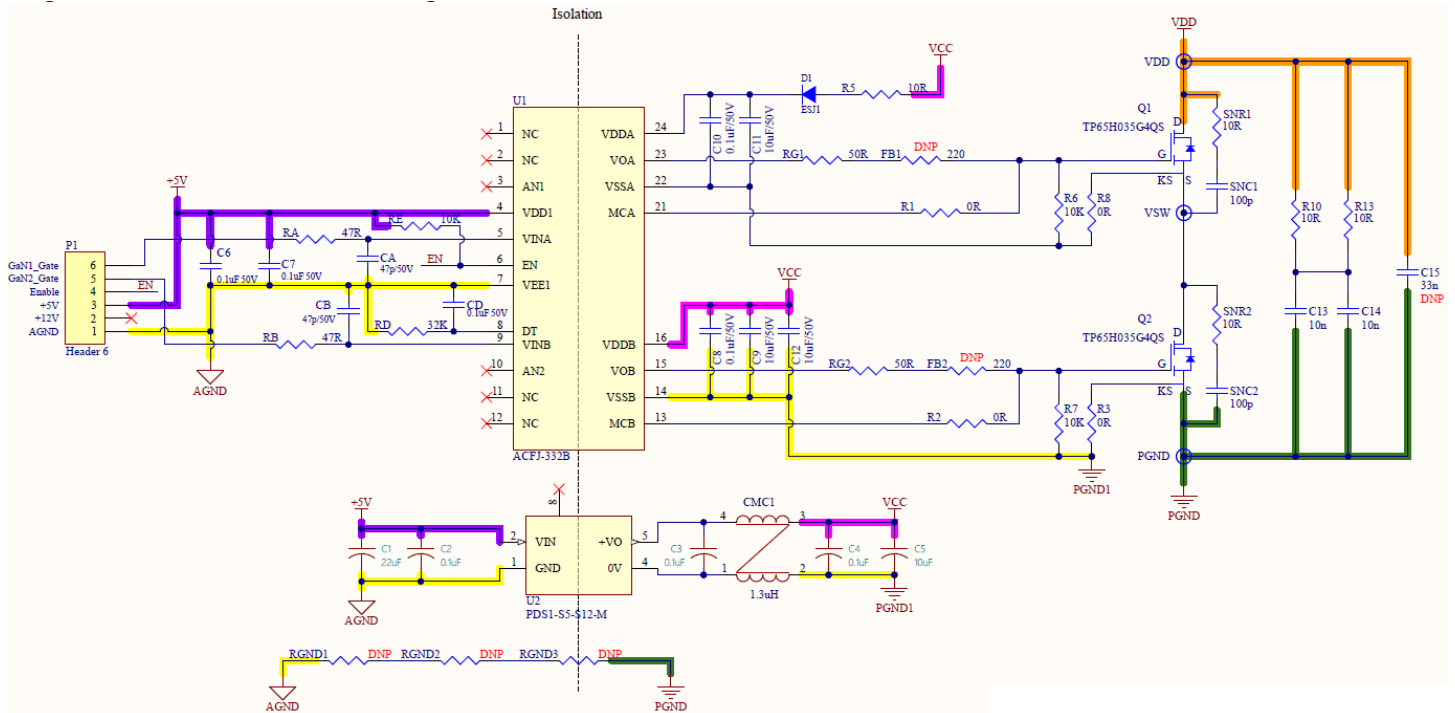 Isolation
U1
NC
NC
AN1
VDD1
VINA
EN
VEE1
DT
VINB
AN2
NC
NC
1
2
3
4
5
6
7
8
9
10
11
12
VDDA
VOA
VSSA
MCA
VDDB
VOB
VSSB
MCB
24
23
22
21
16
15
14
13
ACFJ-332B
+5V
P1
GaN1_Gate 6
GaN2_Gate 5
Enable 4
+5V 3
+12V 2
AGND 1
Header 6
EN
RA 47R
RE 10K
C6
0.1uF 50V
C7
0.1uF 50V
CA
47p/50V
EN
CB
47p/50V
CD
0.1uF 50V
RD 32K
RB 47R
AGND
C10
0.1uF/50V
C11
10uF/50V
D1
ESJ1
R5 10R
VCC
RG1 50R FB1 DNP 220
R1 0R
R6
10K
R8
0R
VCC
C8
0.1uF/50V
C9
10uF/50V
C12
10uF/50V
RG2 50R FB2 DNP 220
R2 0R
R7
10K
R3
0R
PGND1
VDD
VDD
Q1
TP65H035G4QS
D
G
KS S
SNR1
10R
SNC1
100p
VSW
Q2
TP65H035G4QS
D
G
KS S
SNR2
10R
SNC2
100p
PGND
PGND
R10
10R
R13
10R
C13
10n
C14
10n
C15
33n
DNP
+5V
C1
22uF
C2
0.1uF
AGND
8
2 VIN
1 GND
+VO 5
0V 4
U2
PDS1-S5-S12-M
C3
0.1uF
CMC1
4 3
1 2
1.3uH
VCC
C4
0.1uF
C5
10uF
PGND1
RGND1 DNP RGND2 DNP RGND3 DNP
AGND
PGND